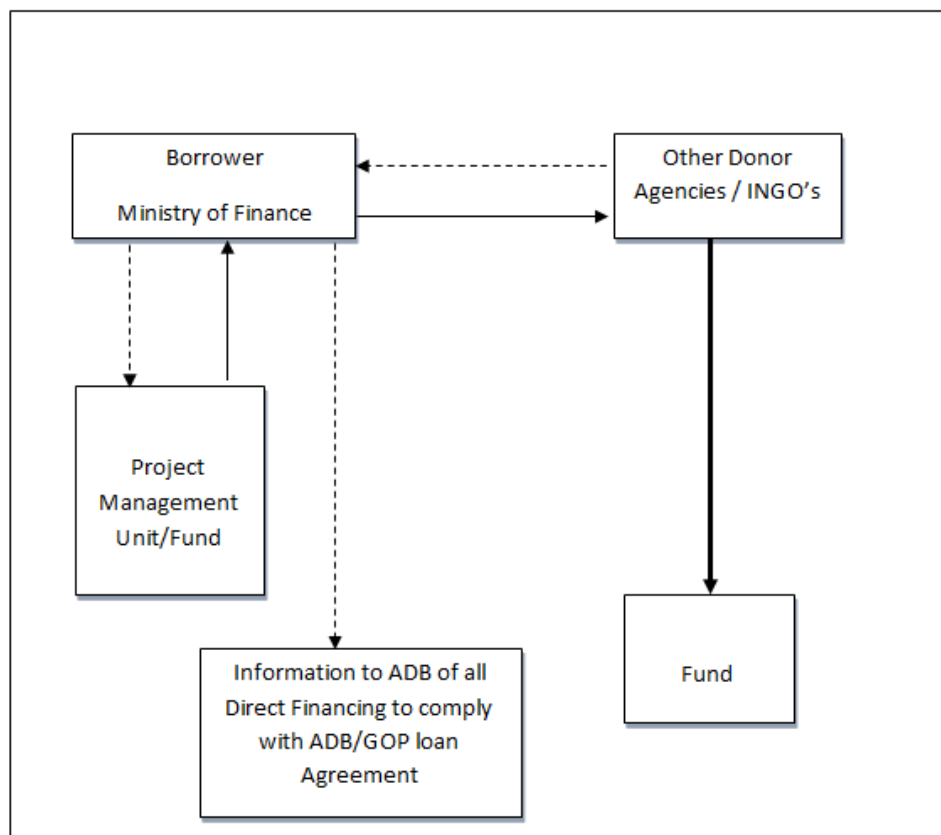 Borrower
Ministry of Finance
Other Donor
Agencies / INGO's
Project
Management
Unit/Fund
Information to ADB of all
Direct Financing to comply
with ADB/GOP loan
Agreement
Fund